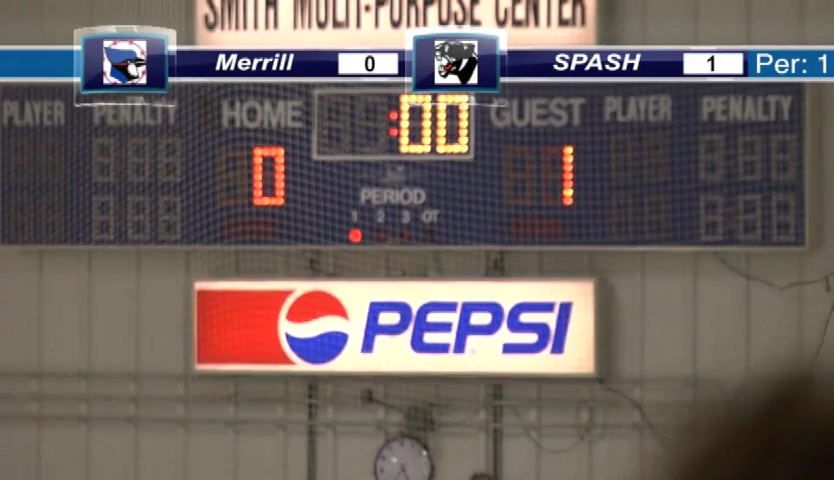 SMITH MULTI-PURPOSE CENTER
Merrill 0 SPASH 1 Per: 1
PLAYER PENALTY HOME :00 GUEST PLAYER PENALTY
0 1
PERIOD
1 2 3 OT
PEPSI